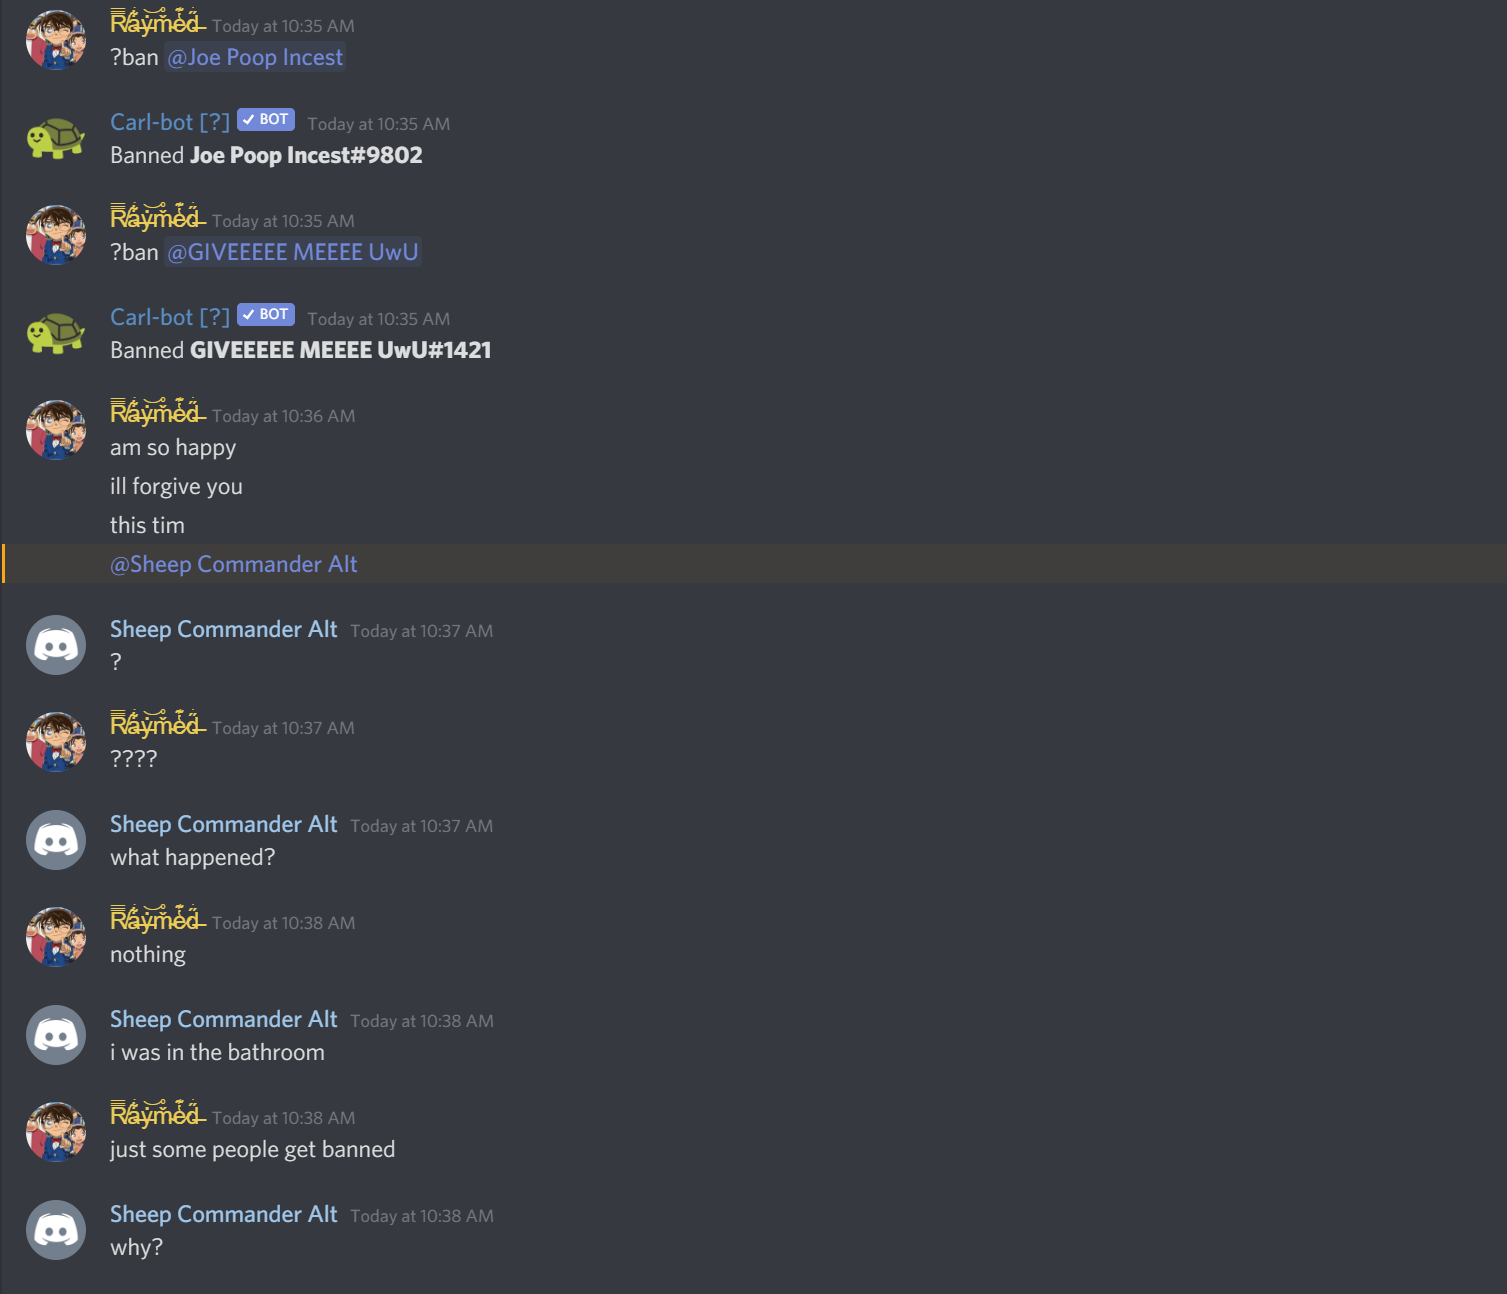 Raymed Today at 10:35 AM
?ban @Joe Poop Incest
Carl-bot [?] BOT Today at 10:35 AM
Banned Joe Poop Incest#9802
Raymed Today at 10:35 AM
?ban @GIVEEEEE MEEEE UwU
Carl-bot [?] BOT Today at 10:35 AM
Banned GIVEEEEE MEEEE UwU#1421
Raymed Today at 10:36 AM
am so happy
ill forgive you
this tim
@Sheep Commander Alt
Sheep Commander Alt Today at 10:37 AM
?
Raymed Today at 10:37 AM
????
Sheep Commander Alt Today at 10:37 AM
what happened?
Raymed Today at 10:38 AM
nothing
Sheep Commander Alt Today at 10:38 AM
i was in the bathroom
Raymed Today at 10:38 AM
just some people get banned
Sheep Commander Alt Today at 10:38 AM
why?